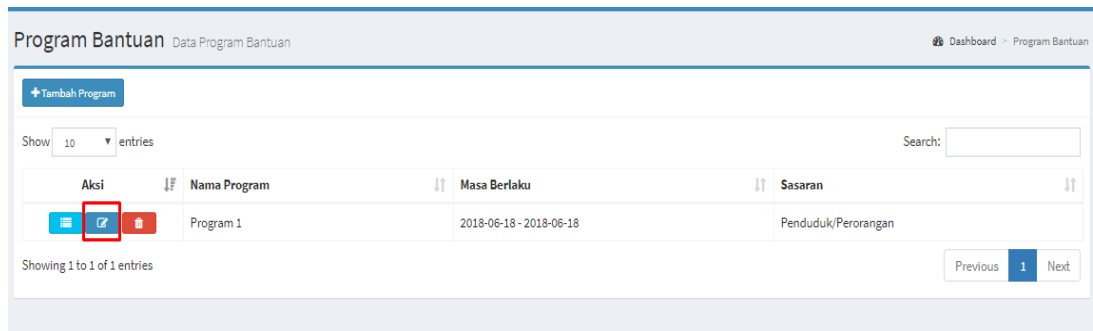 Program Bantuan Data Program Bantuan
Dashboard > Program Bantuan
+Tambah Program
Show 10 entries
Search:
Aksi Nama Program Masa Berlaku Sasaran
Program 1 2018-06-18 - 2018-06-18 Penduduk/Perorangan
Showing 1 to 1 of 1 entries
Previous 1 Next